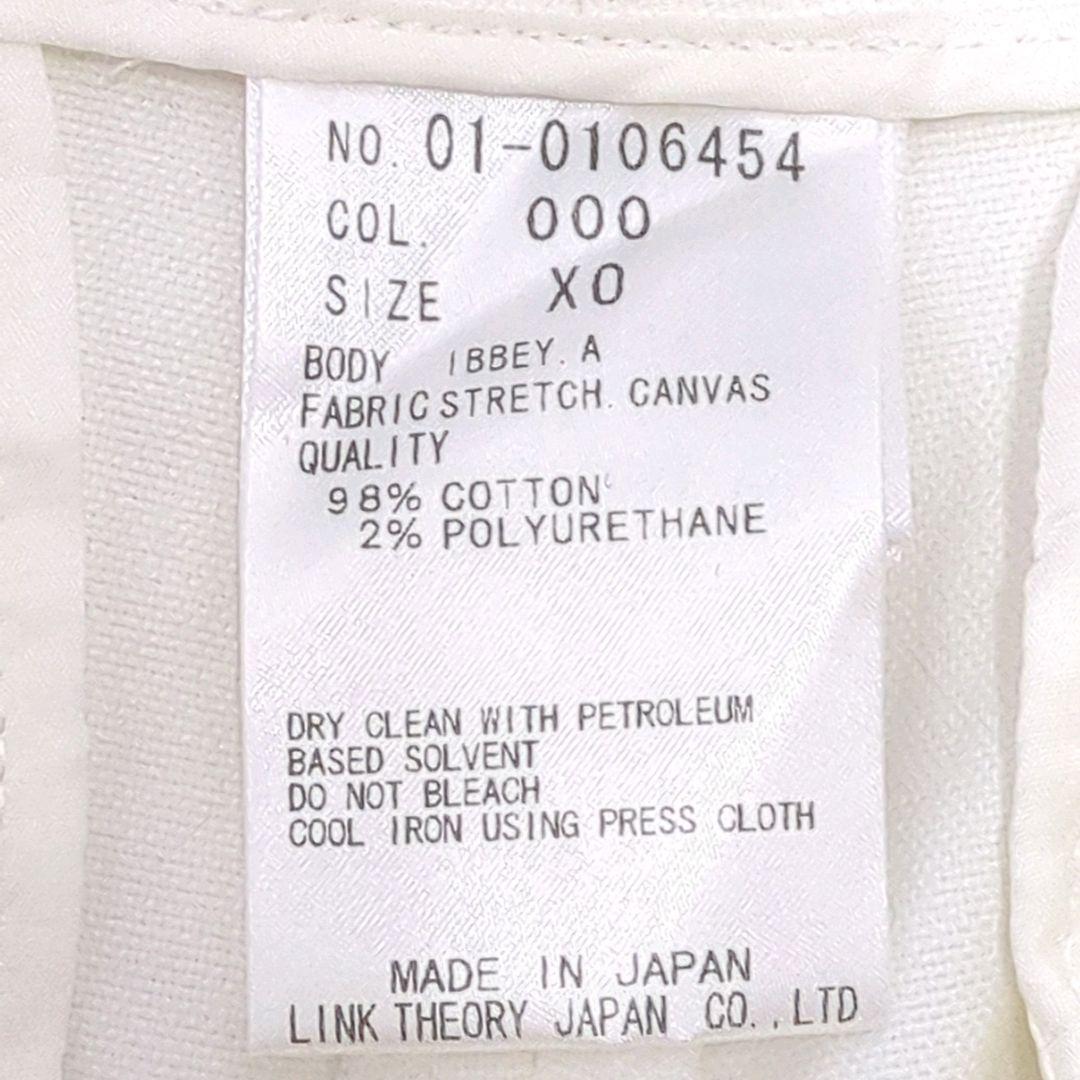 NO. 01-0106454
COL. 000
SIZE XO
BODY IBBEY. A
FABRIC STRETCH. CANVAS
QUALITY
98% COTTON
2% POLYURETHANE
DRY CLEAN WITH PETROLEUM
BASED SOLVENT
DO NOT BLEACH
COOL IRON USING PRESS CLOTH
MADE IN JAPAN
LINK THEORY JAPAN CO., LTD